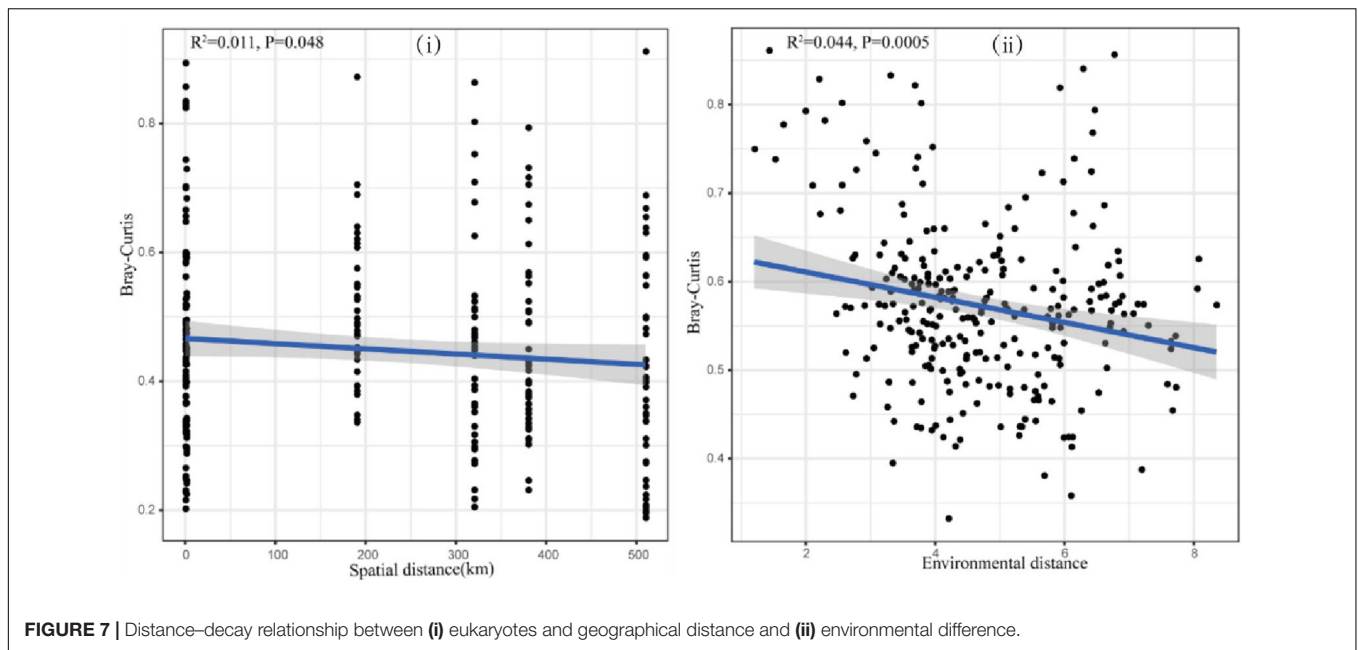 R²=0.011, P=0.048
(i)
0.8
0.6
0.4
0.2
Bray-Curtis
0
100
200
300
400
500
Spatial distance(km)
R²=0.044, P=0.0005
(ii)
0.8
0.7
0.6
0.5
0.4
Bray-Curtis
2
4
6
8
Environmental distance
FIGURE 7 | Distance–decay relationship between (i) eukaryotes and geographical distance and (ii) environmental difference.